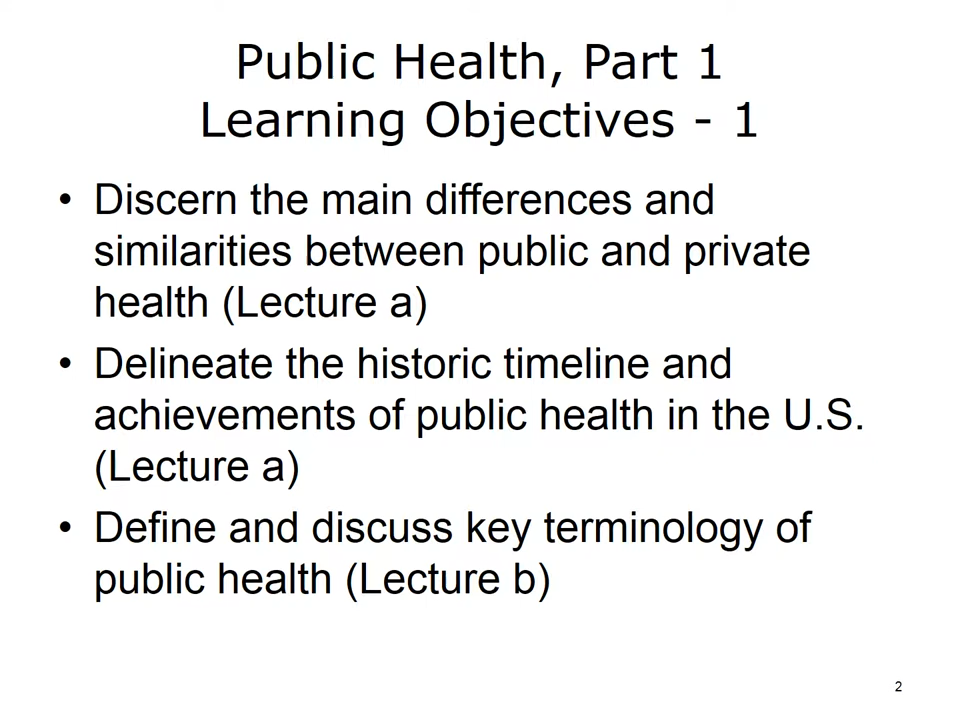 Public Health, Part 1
Learning Objectives - 1
• Discern the main differences and
similarities between public and private
health (Lecture a)
• Delineate the historic timeline and
achievements of public health in the U.S.
(Lecture a)
• Define and discuss key terminology of
public health (Lecture b)
2